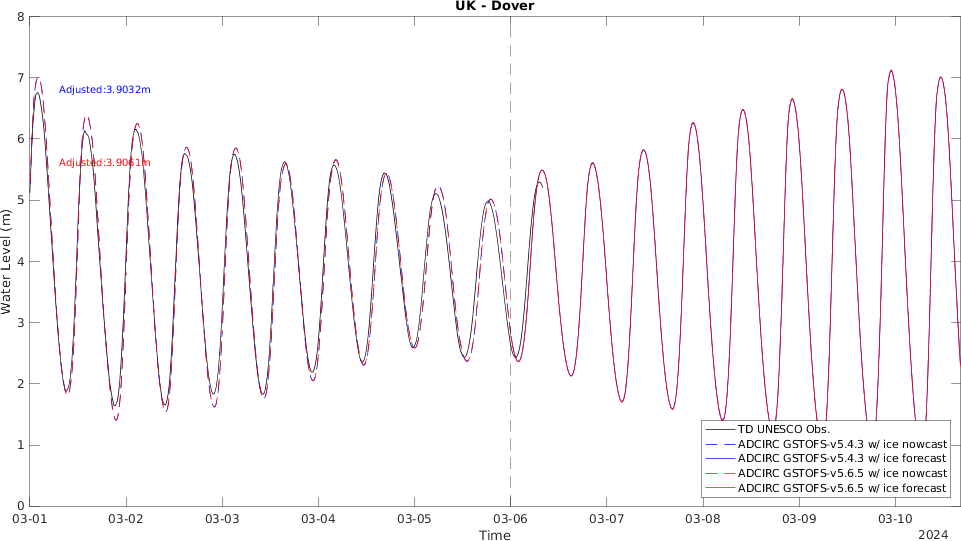 UK - Dover
8
7
6
5
4
3
2
1
0
Water Level (m)
Adjusted:3.9032m
Adjusted:3.9061m
TD UNESCO Obs.
ADCIRC GSTOFS-v5.4.3 w/ ice nowcast
ADCIRC GSTOFS-v5.4.3 w/ ice forecast
ADCIRC GSTOFS-v5.6.5 w/ ice nowcast
ADCIRC GSTOFS-v5.6.5 w/ ice forecast
03-01 03-02 03-03 03-04 03-05 03-06 03-07 03-08 03-09 03-10
Time
2024